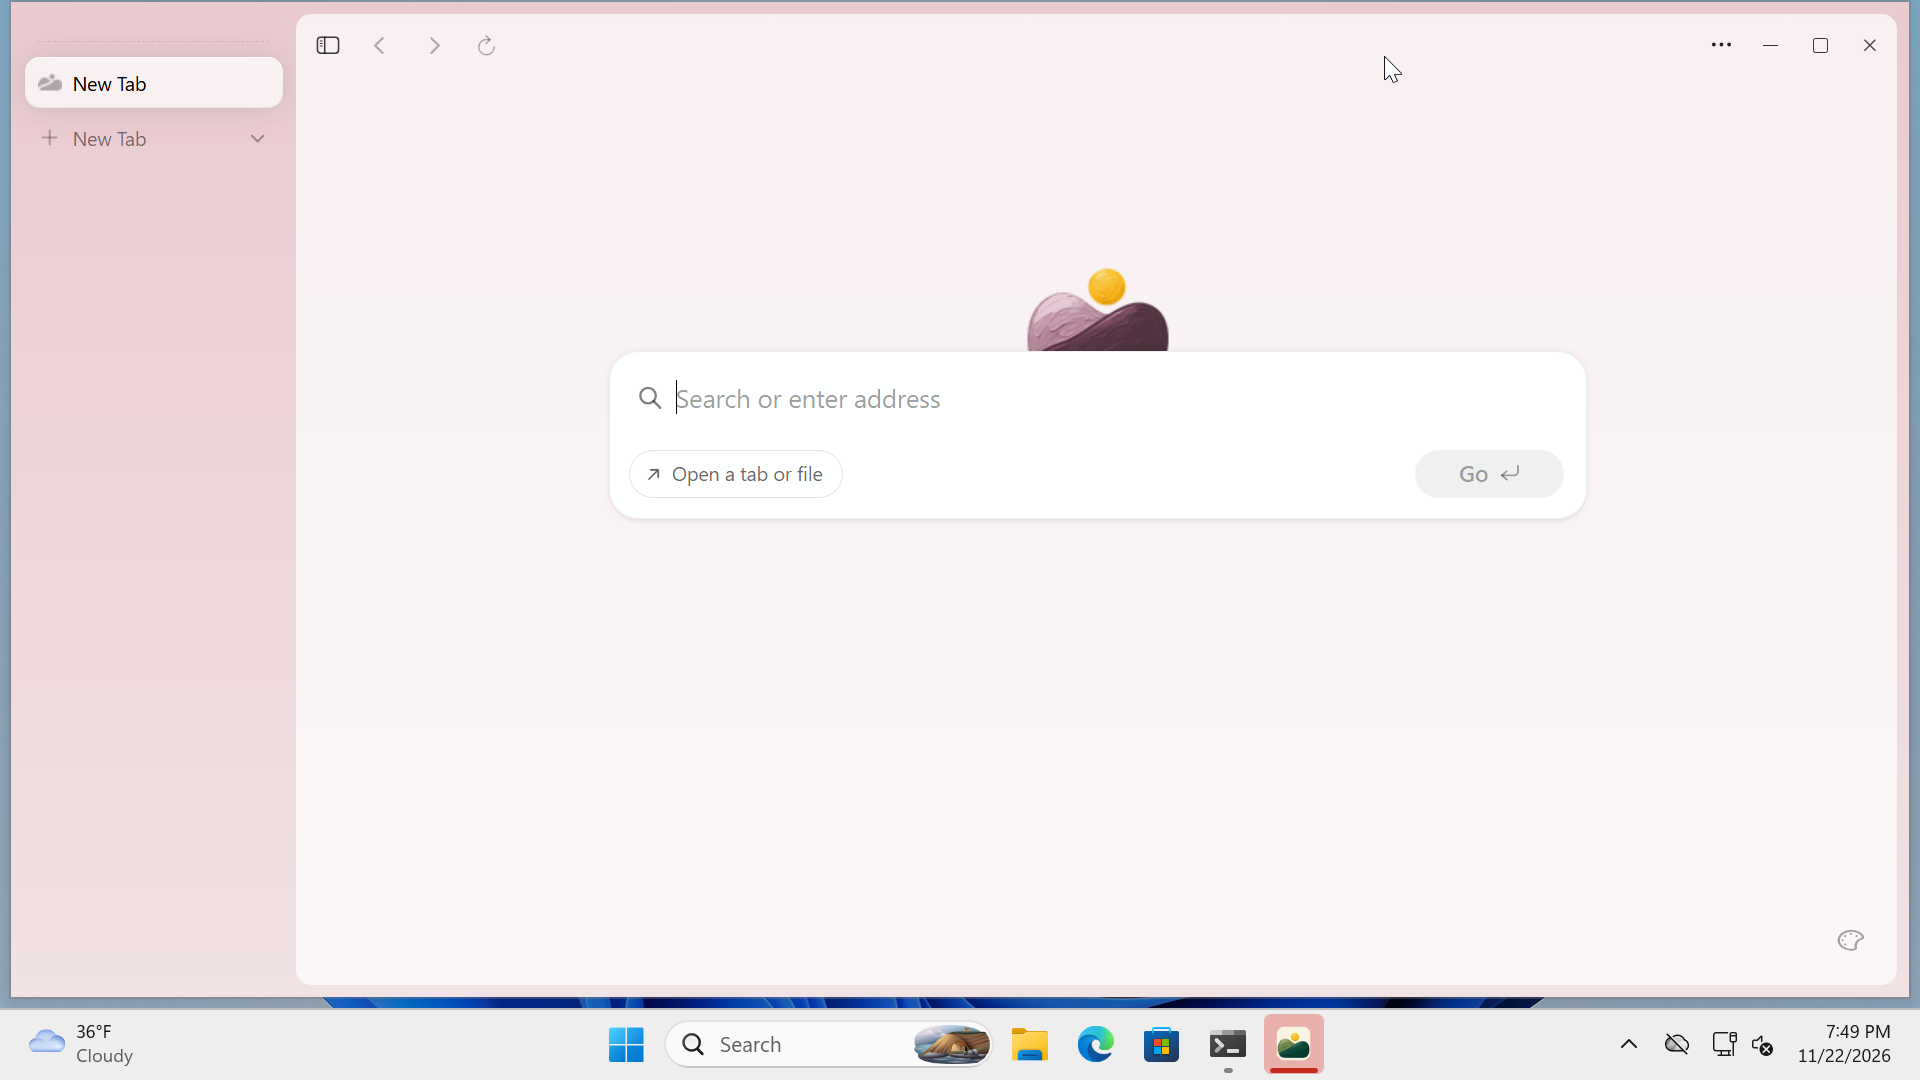 New Tab
New Tab
Search or enter address
Open a tab or file
Go
36°F
Cloudy
Search
7:49 PM
11/22/2026